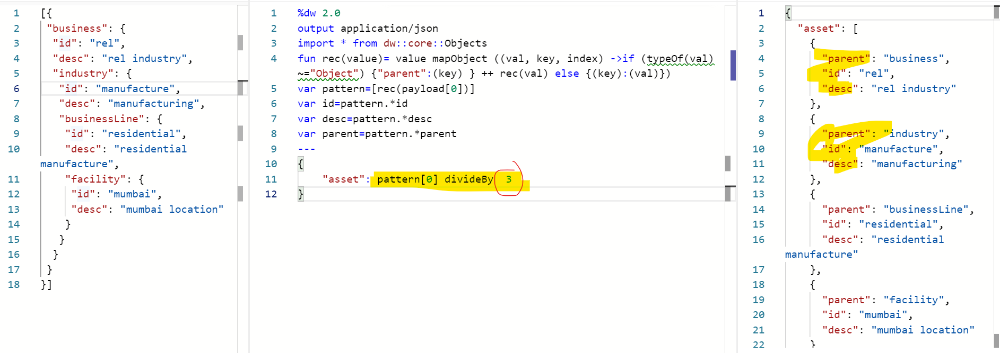 1 [{
2 "business": {
3 "id": "rel",
4 "desc": "rel industry",
5 "industry": {
6 "id": "manufacture",
7 "desc": "manufacturing",
8 "businessLine": {
9 "id": "residential",
10 "desc": "residential
manufacture",
11 "facility": {
12 "id": "mumbai",
13 "desc": "mumbai location"
14 }
15 }
16 }
17 }
18 }]
1 %dw 2.0
2 output application/json
3 import * from dw::core::Objects
4 fun rec(value)= value mapObject ((val, key, index) ->if (typeOf(val)
~="Object") {"parent":(key) } ++ rec(val) else {(key):(val)})
5 var pattern=[rec(payload[0])]
6 var id=pattern.*id
7 var desc=pattern.*desc
8 var parent=pattern.*parent
9 ---
10 {
11 "asset": pattern[0] divideBy 3
12 }
1 {
2 "asset": [
3 {
4 "parent": "business",
5 "id": "rel",
6 "desc": "rel industry"
7 },
8 {
9 "parent": "industry",
10 "id": "manufacture",
11 "desc": "manufacturing"
12 },
13 {
14 "parent": "businessLine",
15 "id": "residential",
16 "desc": "residential
manufacture"
17 },
18 {
19 "parent": "facility",
20 "id": "mumbai",
21 "desc": "mumbai location"
22 }